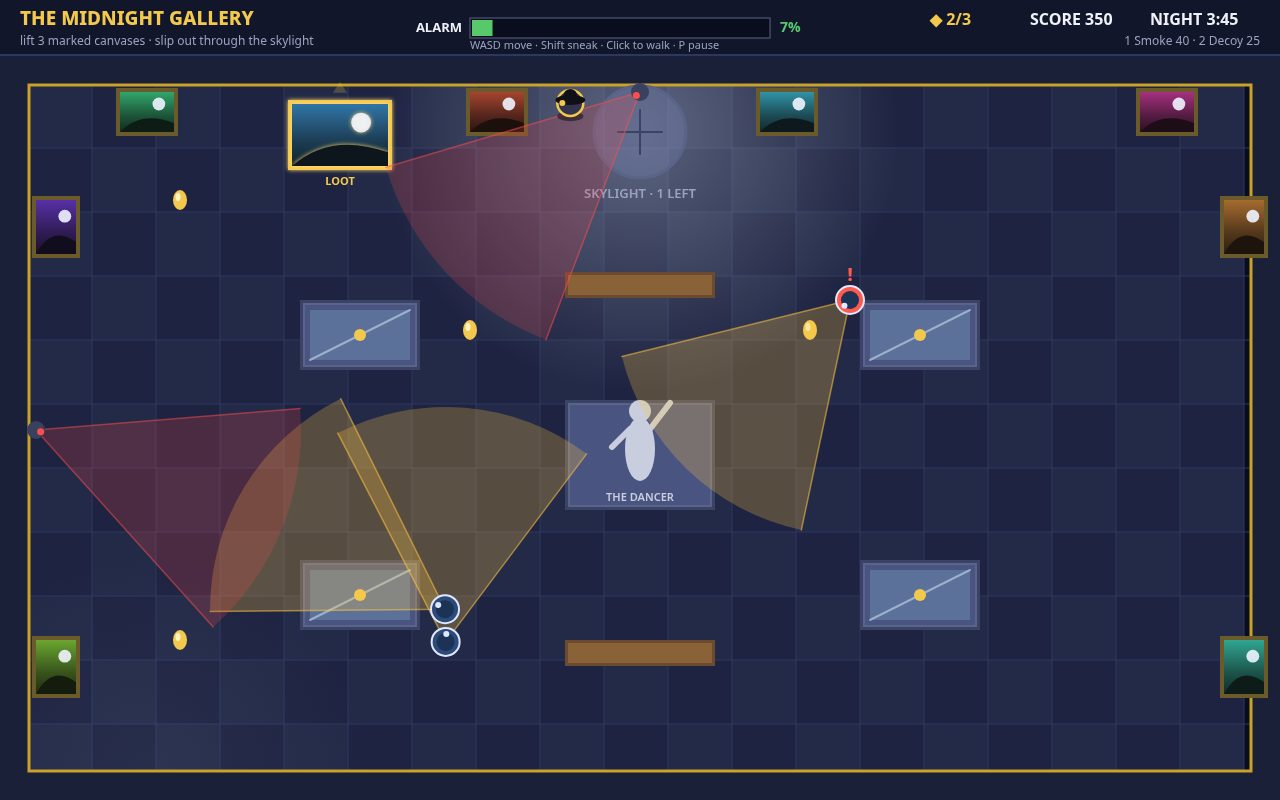 THE MIDNIGHT GALLERY
lift 3 marked canvases · slip out through the skylight
ALARM 7%
WASD move · Shift sneak · Click to walk · P pause
◆ 2/3
SCORE 350
NIGHT 3:45
1 Smoke 40 · 2 Decoy 25
LOOT
SKYLIGHT · 1 LEFT
!
THE DANCER